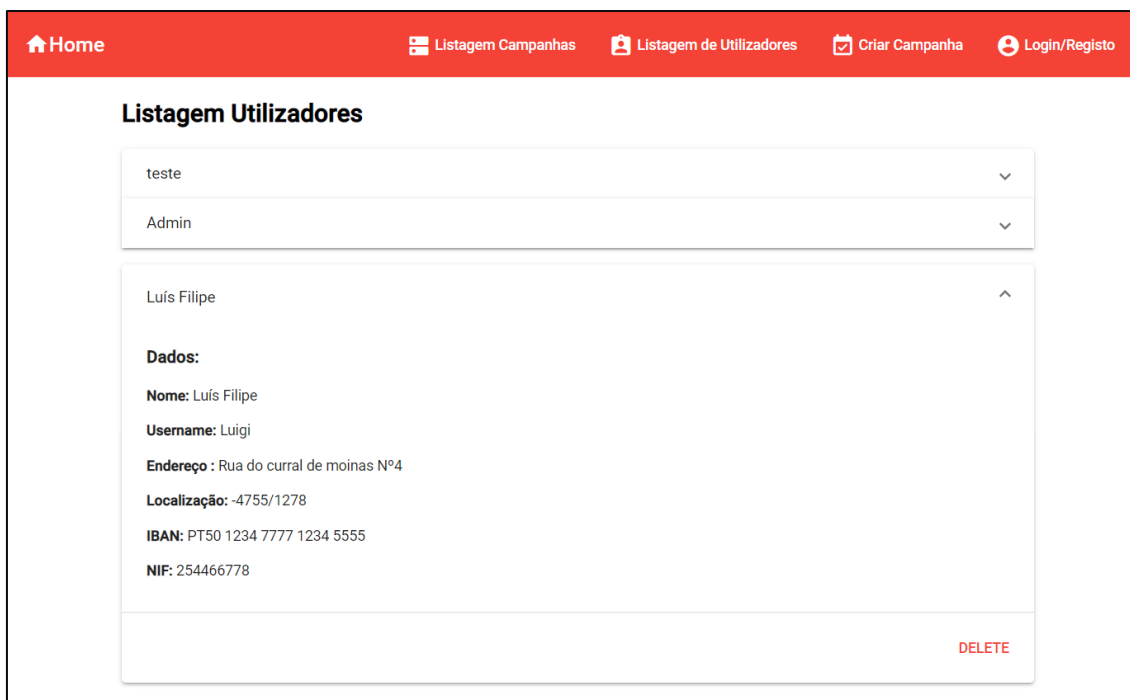 Home Listagem Campanhas Listagem de Utilizadores Criar Campanha Login/Registo
Listagem Utilizadores
teste
Admin
Luís Filipe
Dados:
Nome: Luís Filipe
Username: Luigi
Endereço : Rua do curral de moinas Nº4
Localização: -4755/1278
IBAN: PT50 1234 7777 1234 5555
NIF: 254466778
DELETE